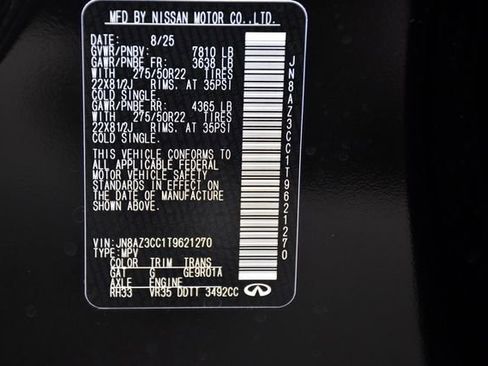 MFD BY NISSAN MOTOR CO.,LTD.
DATE: 8/25
GVWR/PNBV: 7810 LB
GAWR/PNBE FR: 3638 LB
WITH 275/50R22 TIRES
22X81/2J RIMS. AT 35PSI
COLD SINGLE.
GAWR/PNBE RR: 4365 LB
WITH 275/50R22 TIRES
22X81/2J RIMS. AT 35PSI
COLD SINGLE.
THIS VEHICLE CONFORMS TO
ALL APPLICABLE FEDERAL
MOTOR VEHICLE SAFETY
STANDARDS IN EFFECT ON
THE DATE OF MANUFACTURE
SHOWN ABOVE.
VIN: JN8AZ3CC1T9621270
TYPE: MPV
COLOR TRIM TRANS
GAT G GE9R01A
AXLE ENGINE
RH33 VR35 DDTT 3492CC
JN8AZ3CC1T9621270
INFINITI